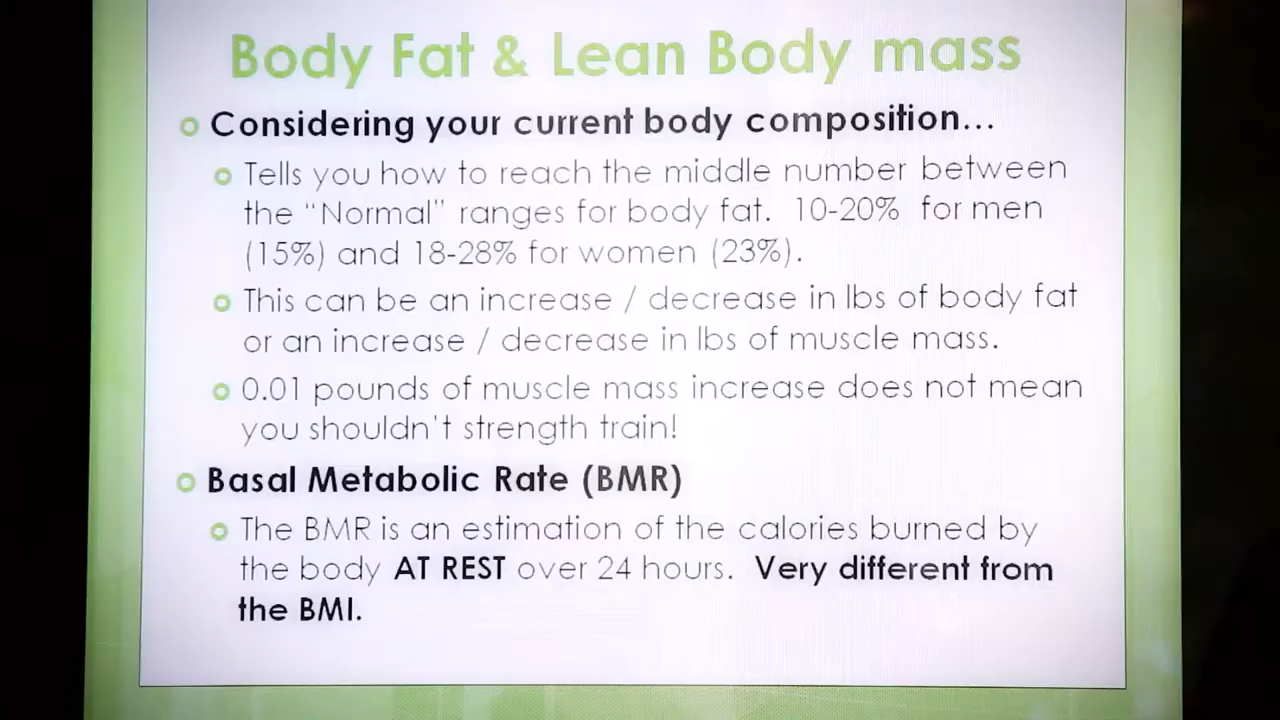 Body Fat & Lean Body mass
Considering your current body composition...
Tells you how to reach the middle number between
the "Normal" ranges for body fat. 10-20% for men
(15%) and 18-28% for women (23%).
This can be an increase / decrease in lbs of body fat
or an increase / decrease in lbs of muscle mass.
0.01 pounds of muscle mass increase does not mean
you shouldn't strength train!
Basal Metabolic Rate (BMR)
The BMR is an estimation of the calories burned by
the body AT REST over 24 hours. Very different from
the BMI.